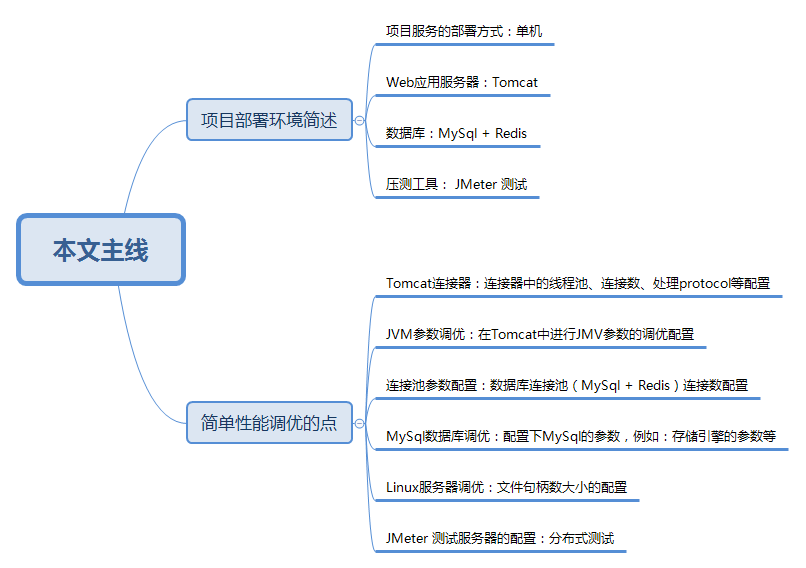 本文主线
项目部署环境简述
项目服务的部署方式：单机
Web应用服务器：Tomcat
数据库：MySql + Redis
压测工具： JMeter 测试
简单性能调优的点
Tomcat连接器：连接器中的线程池、连接数、处理protocol等配置
JVM参数调优：在Tomcat中进行JMV参数的调优配置
连接池参数配置：数据库连接池（MySql + Redis）连接数配置
MySql数据库调优：配置下MySql的参数，例如：存储引擎的参数等
Linux服务器调优：文件句柄数大小的配置
JMeter 测试服务器的配置：分布式测试